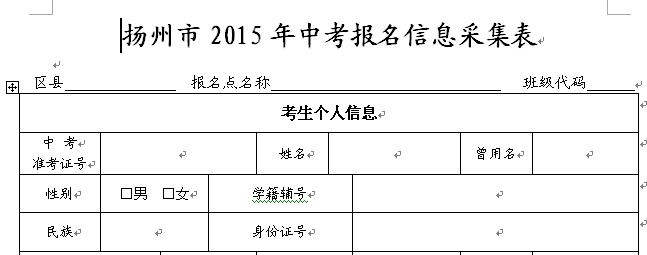 扬州市 2015 年中考报名信息采集表
区县____________ 报名,点名称______________________________ 班级代码______
考生个人信息
中 考
准考证号 姓名 曾用名
性别 □男 □女 学籍辅号
民族 身份证号